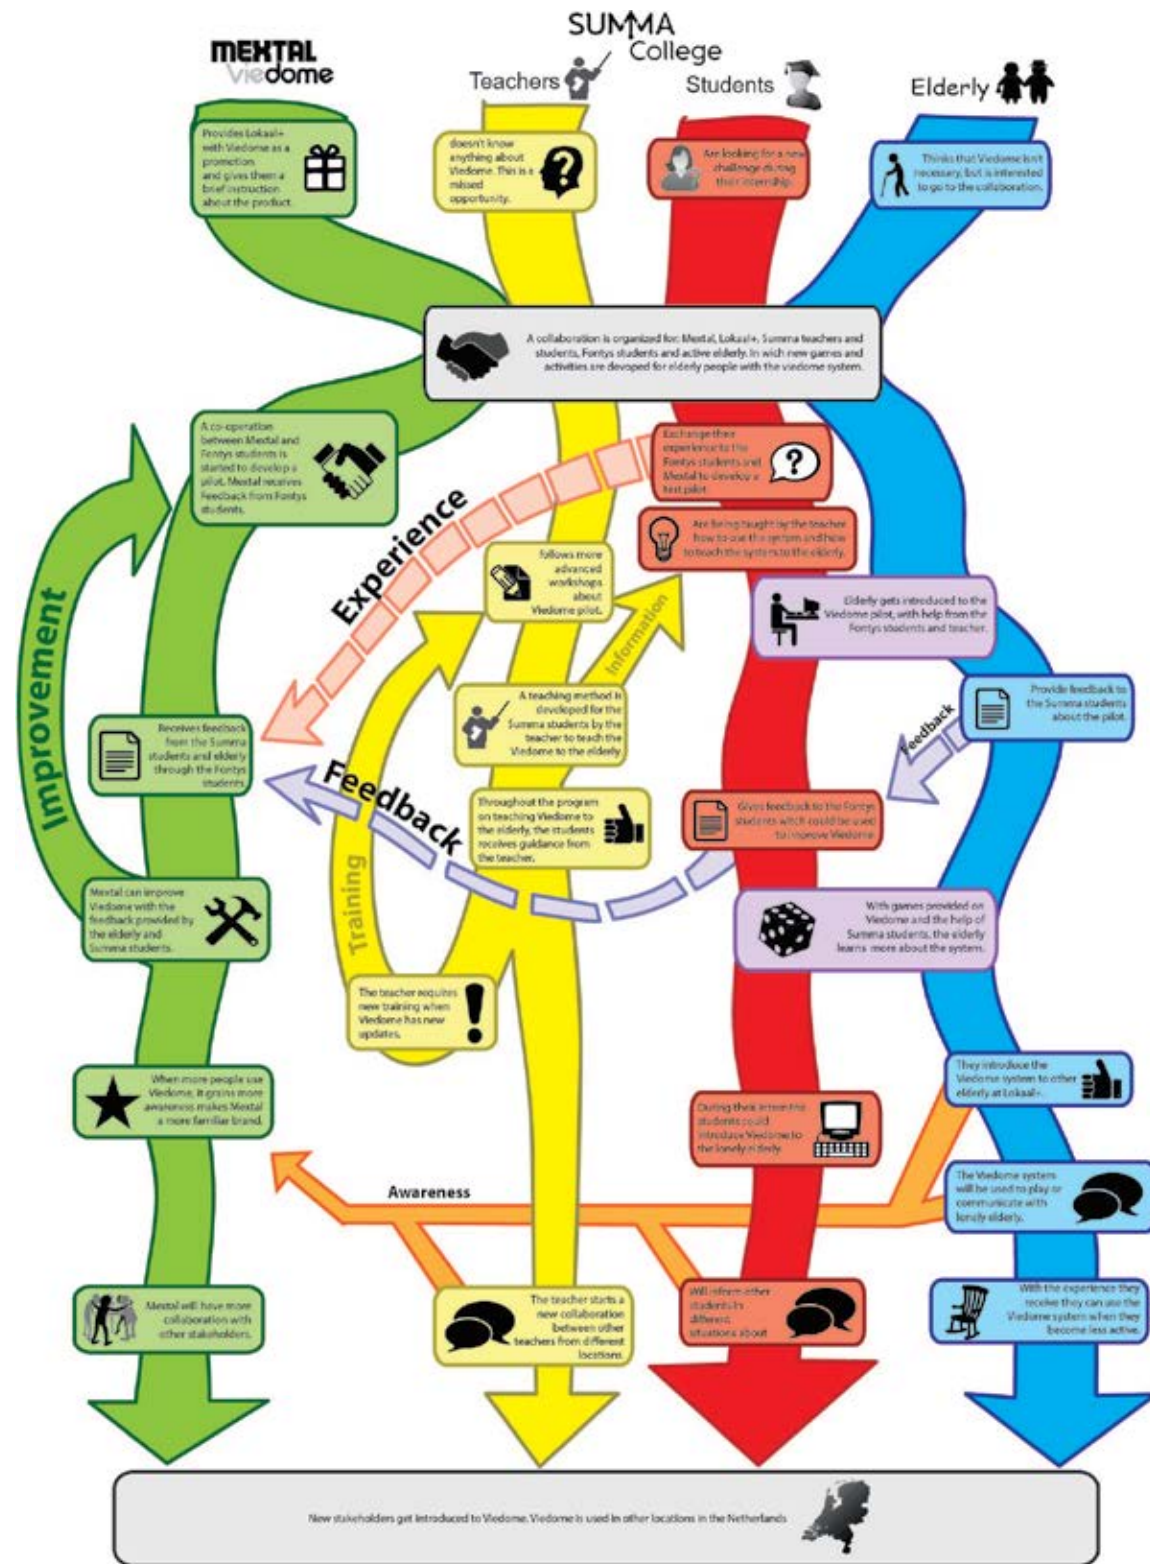 MEXTAL
viedome
SUMMA
College
Teachers
Students
Elderly
Provides Lokaal+
with Viedome as a
promotion
and gives them a
brief instruction
about the product.
doesn't know
anything about
Viedome. This is a
missed
opportunity.
Are looking for a new
challenge during
their internship.
Thinks that Viedome isn't
necessary, but is interested
to go to the collaboration.
A collaboration is organized for: Mextal, Lokaal+, Summa teachers and
students, Fontys students and active elderly. In wich new games and
activities are devoped for elderly people with the viedome system.
A co-operation
between Mextal and
Fontys students is
started to develop a
pilot. Mextal receives
Feedback from Fontys
students.
Exchange their
experience to the
Fontys students and
Mextal to develop a
test pilot.
Experience
Are being taught by the teacher
how to use the system and how
to teach the system to the elderly.
follows more
advanced
workshops
about
Viedome pilot.
Information
Elderly gets introduced to the
Viedome pilot, with help from the
Fontys students and teacher.
Improvement
A teaching method is
developed for the
Summa students by the
teacher to teach the
Viedome to the elderly
Provide feedback to
the Summa students
about the pilot.
Feedback
Receives feedback
from the Summa
students and elderly
through the Fontys
students.
Feedback
Throughout the program
on teaching Viedome to
the elderly, the students
receives guidance from
the teacher.
Gives feedback to the Fontys
students witch could be used
to improve Viedome.
Training
Mextal can improve
Viedome with the
feedback provided by
the elderly and
Summa students.
With games provided on
Viedome and the help of
Summa students, the elderly
learns more about the system.
The teacher requires
new training when
Viedome has new
updates.
When more people use
Viedome, it grains more
awareness makes Mextal
a more familiar brand.
During their
students could
introduce Viedome to
the lonely elderly.
They introduce the
Viedome system to other
elderly at Lokaal+.
Awareness
The Viedome system
will be used to play or
communicate with
lonely elderly.
Mextal will have more
collaboration with
other stakeholders.
The teacher starts a
new collaboration
between other
teachers from different
locations.
Will inform other
students in
different
situations about
With the experience they
receive they can use the
Viedome system when they
become less active.
New stakeholders get introduced to Viedome. Viedome is used in other locations in the Netherlands